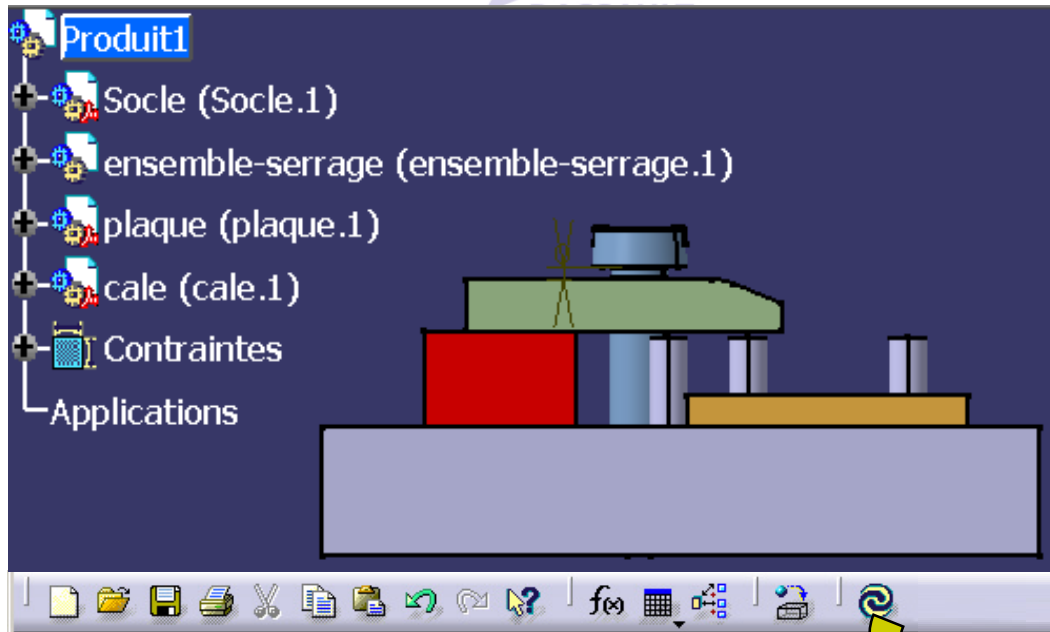 Produit1
Socle (Socle.1)
ensemble-serrage (ensemble-serrage.1)
plaque (plaque.1)
cale (cale.1)
Contraintes
Applications
f(x)